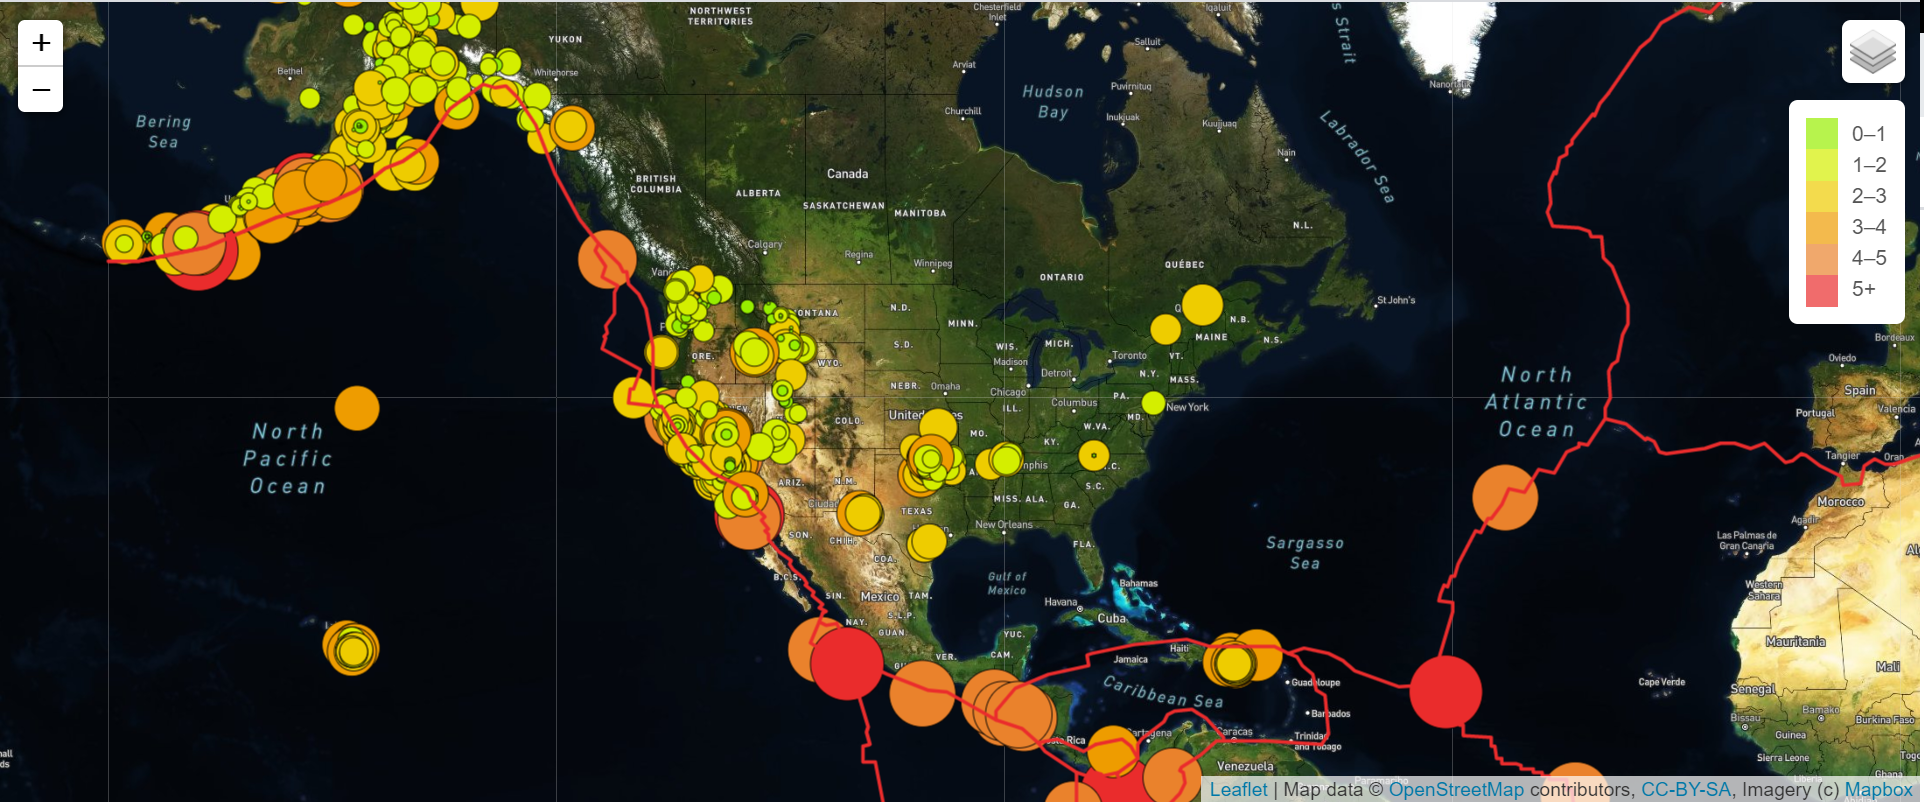 +
−
NORTHWEST
TERRITORIES
Chesterfield
Inlet
Iqaluit
s Strait
YUKON
Whitehorse
Bethel
Salluit
Arviat
Nanortalik
Puvirnituq
Hudson
Bay
Bering
Sea
Churchill
Inukjuak
Kuujjuaq
Labrador Sea
Nain
0–1
1–2
2–3
3–4
4–5
5+
BRITISH
COLUMBIA
ALBERTA
Canada
SASKATCHEWAN
MANITOBA
N.L.
Calgary
Regina
Winnipeg
ONTARIO
QUÉBEC
St John's
N.D.
MINN.
N.B.
MAINE
N.S.
ONTANA
ORE.
WYO.
S.D.
WIS.
Madison
MICH.
Toronto
VT.
Detroit
N.Y.
MASS.
NEBR.
Omaha
Chicago
ILL.
Columbus
PA.
MD.
New York
COLO.
United
es
MO.
KY.
W.VA.
mphis
.C.
S.C.
ARIZ.
N.M.
Ciudad
TEXAS
MISS.
ALA.
GA.
New Orleans
FLA.
SON.
CHIH.
COA.
B.C.S.
SIN.
Mexico
TAM.
S.L.P.
NAY.
GUAN.
VER.
YUC.
CAM.
Gulf of
Mexico
Havana
Bahamas
Cuba
Haiti
Jamaica
Caribbean Sea
Guadeloupe
Barbados
Trinidad
and Tobago
Caracas
artagena
sta Rica
Venezuela
Paramaribo
North
Pacific
Ocean
North
Atlantic
Ocean
Sargasso
Sea
Bordeaux
Oviedo
Spain
Portugal
Valencia
Tangier
Oran
Morocco
Agadir
Las Palmas de
Gran Canaria
Western
Sahara
Mauritania
Mali
Cape Verde
Senegal
Bamako
Bissau
Burkina Faso
Guinea
Sierra Leone
Liberia
Ghana
Togo
Leaflet | Map data © OpenStreetMap contributors, CC-BY-SA, Imagery (c) Mapbox